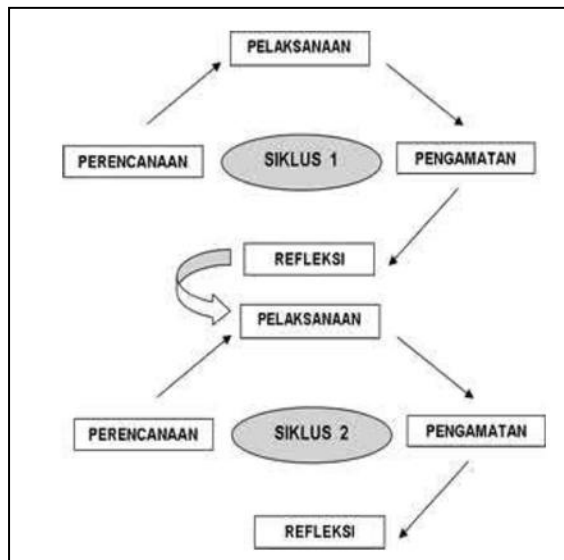 PELAKSANAAN
PERENCANAAN
SIKLUS 1
PENGAMATAN
REFLEKSI
PELAKSANAAN
PERENCANAAN
SIKLUS 2
PENGAMATAN
REFLEKSI